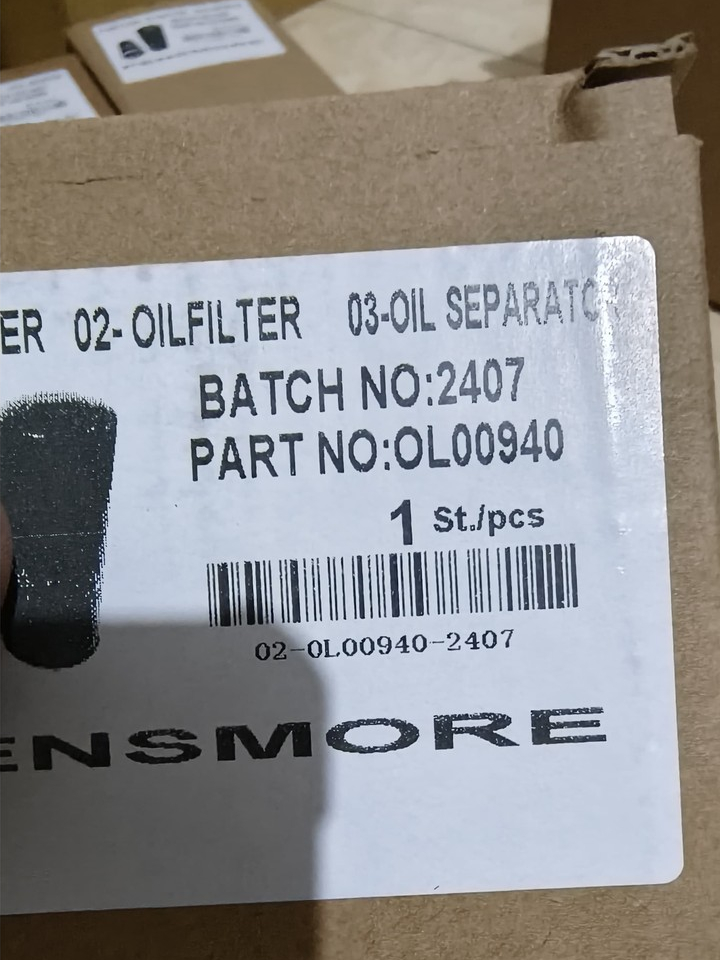 ER 02-OILFILTER 03-OIL SEPARATO
BATCH NO:2407
PART NO:OL00940
1 St./pcs
02-OL00940-2407
ENSMORE